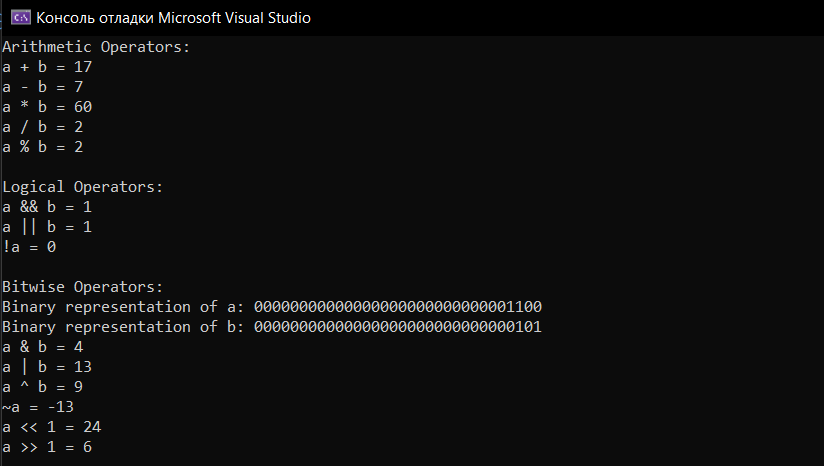 C:\ Консоль отладки Microsoft Visual Studio
Arithmetic Operators:
a + b = 17
a - b = 7
a * b = 60
a / b = 2
a % b = 2
Logical Operators:
a && b = 1
a || b = 1
!a = 0
Bitwise Operators:
Binary representation of a: 00000000000000000000000000001100
Binary representation of b: 00000000000000000000000000000101
a & b = 4
a | b = 13
a ^ b = 9
~a = -13
a << 1 = 24
a >> 1 = 6